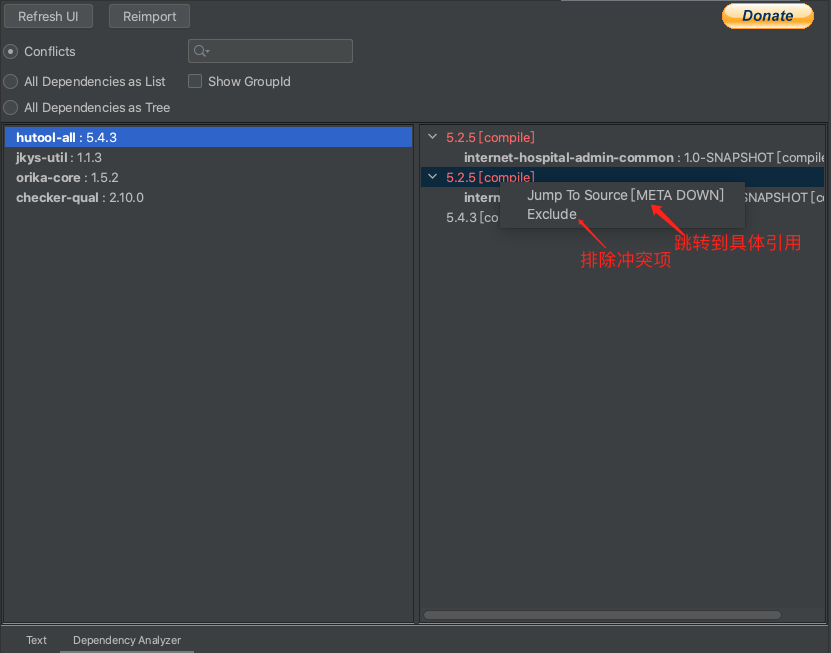 Refresh UI
Reimport
Donate
Conflicts
All Dependencies as List
Show GroupId
All Dependencies as Tree
hutool-all : 5.4.3
jkys-util : 1.1.3
orika-core : 1.5.2
checker-qual : 2.10.0
5.2.5 [compile]
internet-hospital-admin-common : 1.0-SNAPSHOT [compile
5.2.5 [compile]
intern
SNAPSHOT [co
5.4.3 [co
Jump To Source [META DOWN]
Exclude
跳转到具体引用
排除冲突项
Text
Dependency Analyzer